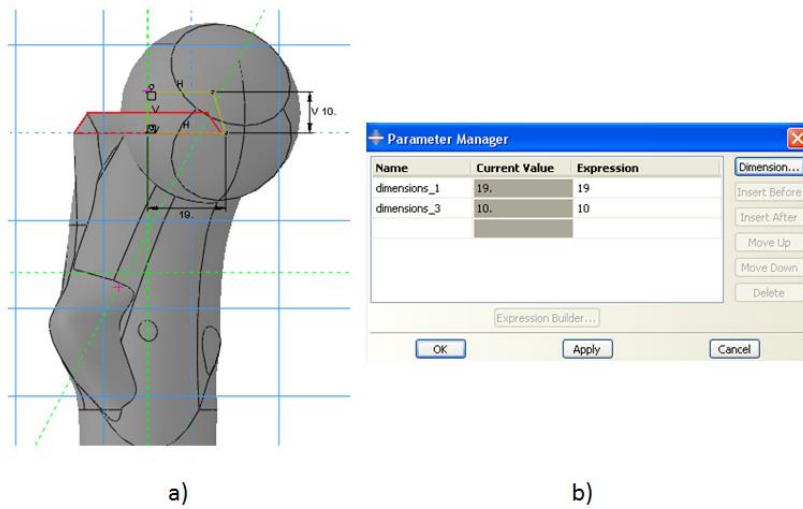 H
V
H
V
V 10.
19.
Parameter Manager
Name Current Value Expression
dimensions_1 19. 19
dimensions_3 10. 10
Dimension...
Insert Before
Insert After
Move Up
Move Down
Delete
Expression Builder...
OK Apply Cancel
a) b)